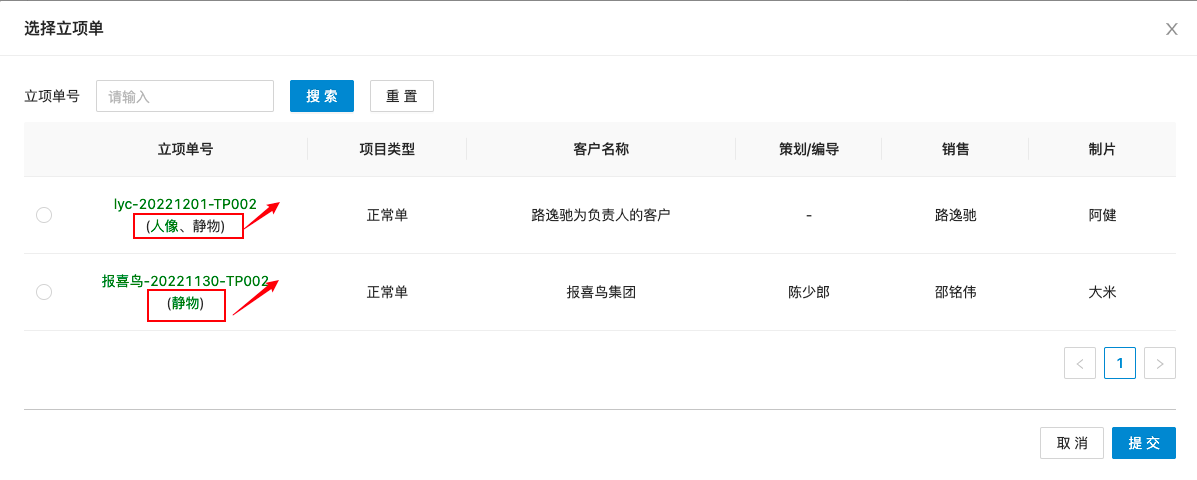 选择立项单
X
立项单号 请输入 搜 索 重 置
立项单号 项目类型 客户名称 策划/编导 销售 制片
lyc-20221201-TP002
(人像、静物) 正常单 路逸驰为负责人的客户 - 路逸驰 阿健
报喜鸟-20221130-TP002
(静物) 正常单 报喜鸟集团 陈少郎 邵铭伟 大米
< 1 >
取 消 提 交